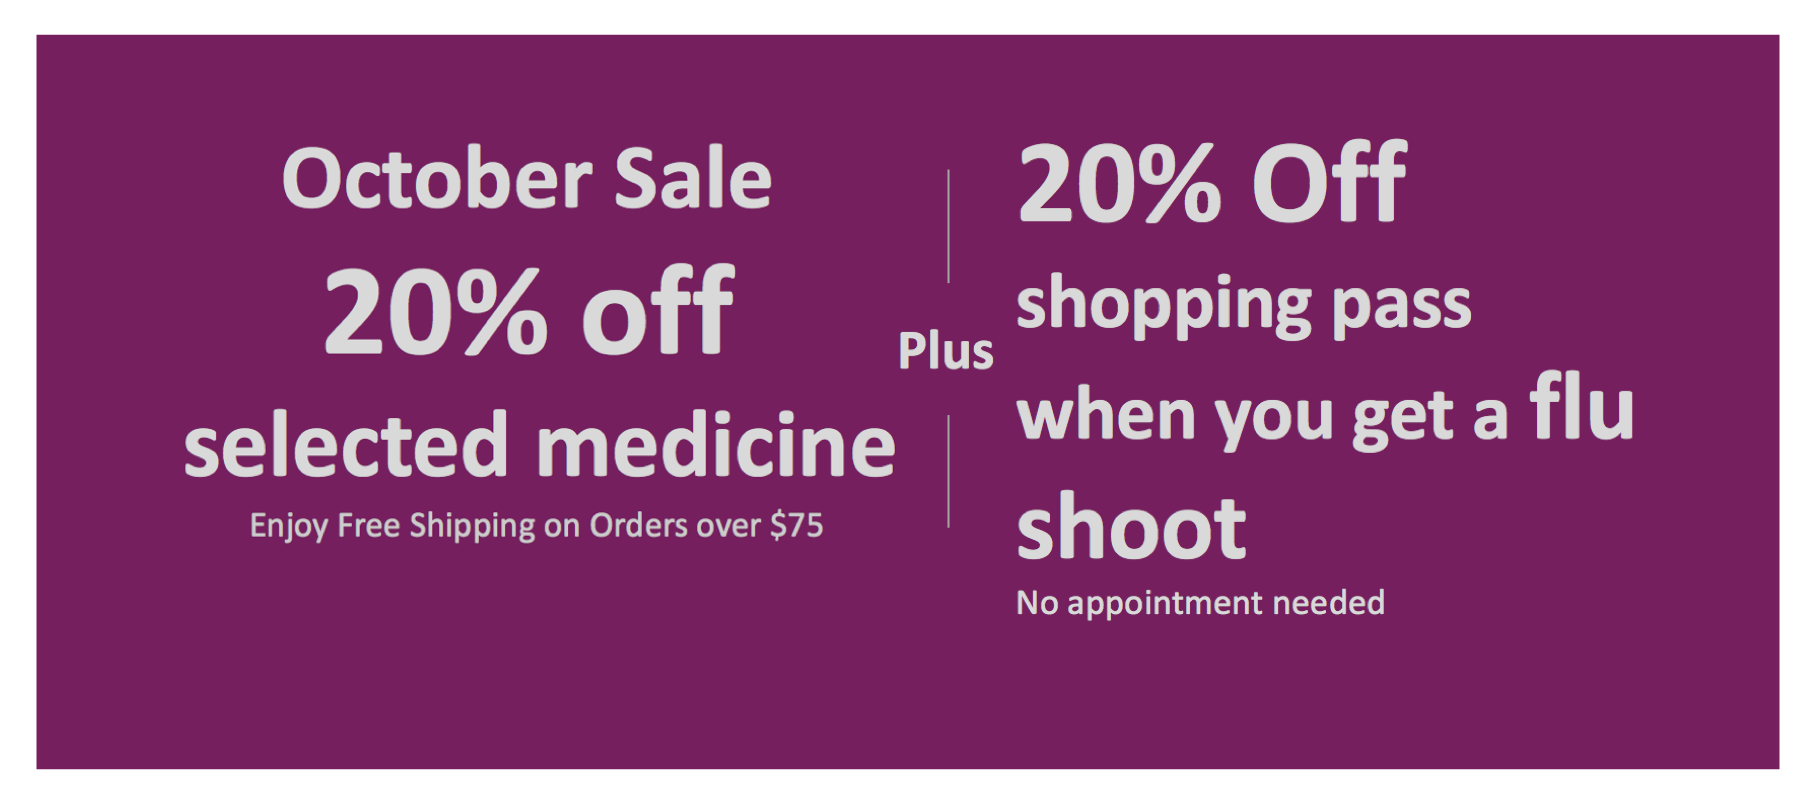 October Sale
20% off
selected medicine
Enjoy Free Shipping on Orders over $75
Plus
20% Off
shopping pass
when you get a flu
shoot
No appointment needed